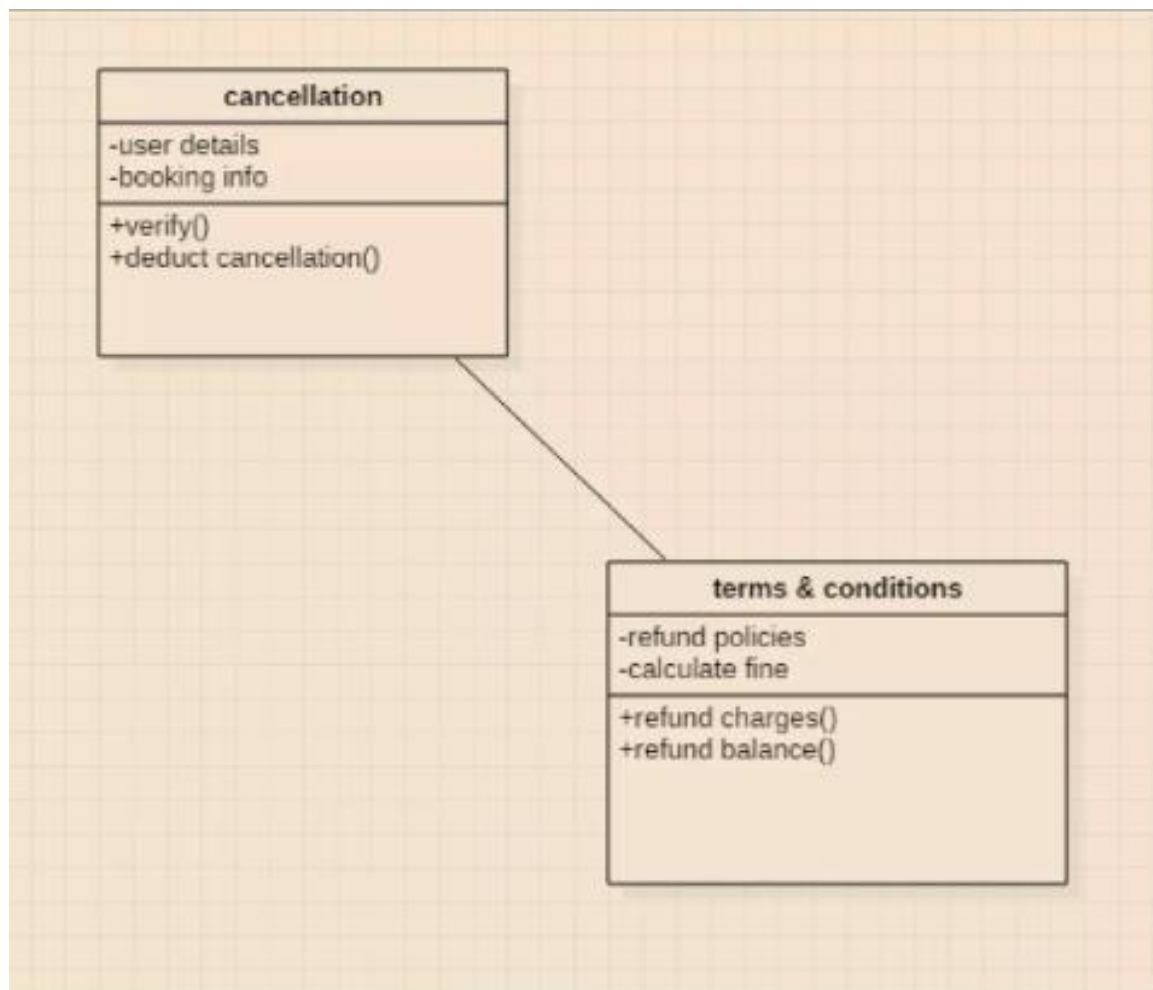 cancellation
-user details
-booking info
+verify()
+deduct cancellation()
terms & conditions
-refund policies
-calculate fine
+refund charges()
+refund balance()